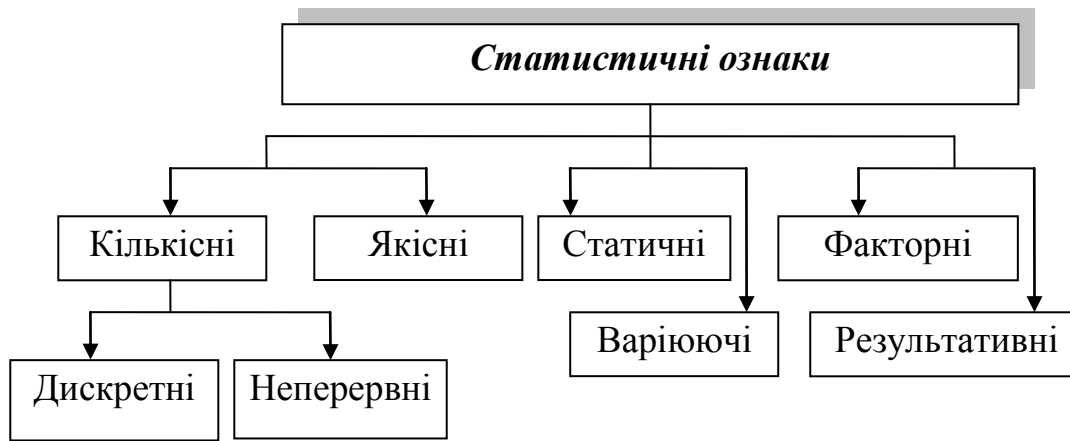 Статистичні ознаки
Кількісні
Якісні
Статичні
Факторні
Варіюючі
Результативні
Дискретні
Неперервні